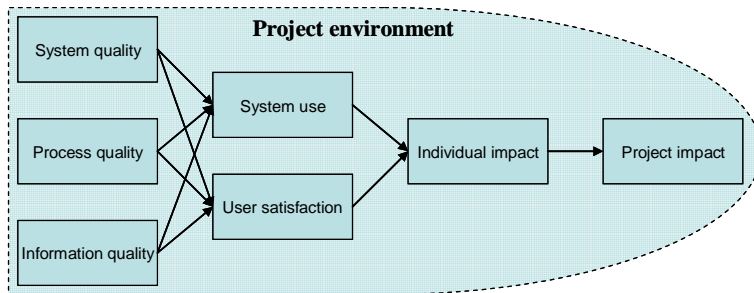 Project environment
System quality
Process quality
Information quality
System use
User satisfaction
Individual impact
Project impact